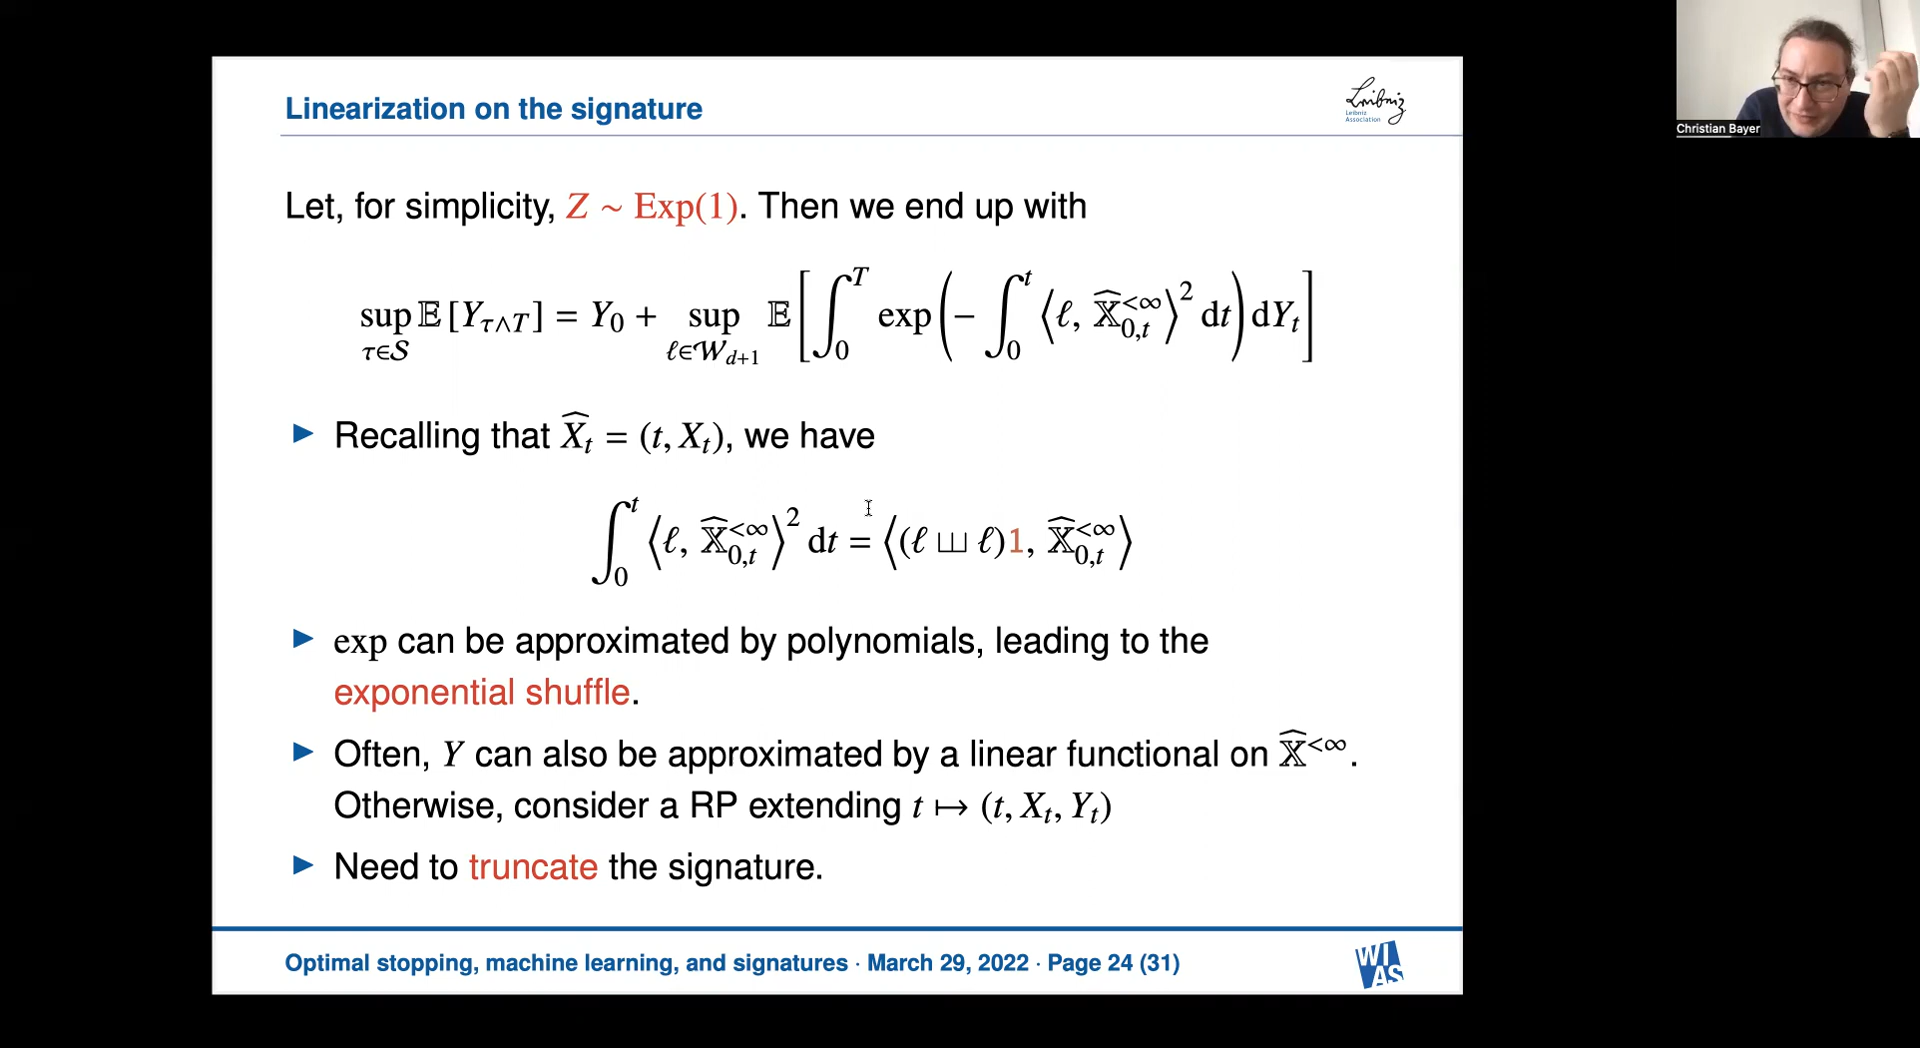 Linearization on the signature
Leibniz
Leibniz
Association
Christian Bayer
Let, for simplicity, Z ∼ Exp(1). Then we end up with
sup_{τ∈𝒮} 𝔼[Y_{τ∧T}] = Y_0 + sup_{ℓ∈𝒲_{d+1}} 𝔼[∫_0^T exp(− ∫_0^t ⟨ℓ, 𝕏̂^{<∞}_{0,t}⟩^2 dt) dY_t]
► Recalling that X̂_t = (t, X_t), we have
∫_0^t ⟨ℓ, 𝕏̂^{<∞}_{0,t}⟩^2 dt = ⟨(ℓ ⧢ ℓ)1, 𝕏̂^{<∞}_{0,t}⟩
► exp can be approximated by polynomials, leading to the
exponential shuffle.
► Often, Y can also be approximated by a linear functional on 𝕏̂^{<∞}.
Otherwise, consider a RP extending t ↦ (t, X_t, Y_t)
► Need to truncate the signature.
Optimal stopping, machine learning, and signatures · March 29, 2022 · Page 24 (31)
WI
AS